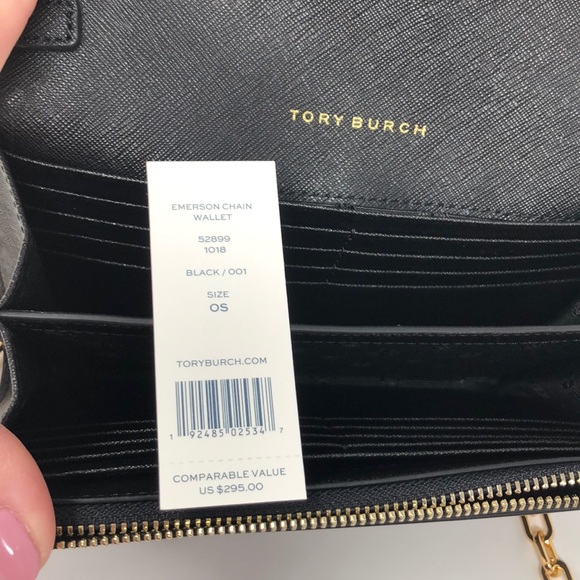 TORY BURCH
EMERSON CHAIN
WALLET
52899
1018
BLACK / 001
SIZE
OS
TORYBURCH.COM
1 92485 02534 7
COMPARABLE VALUE
US $295.00